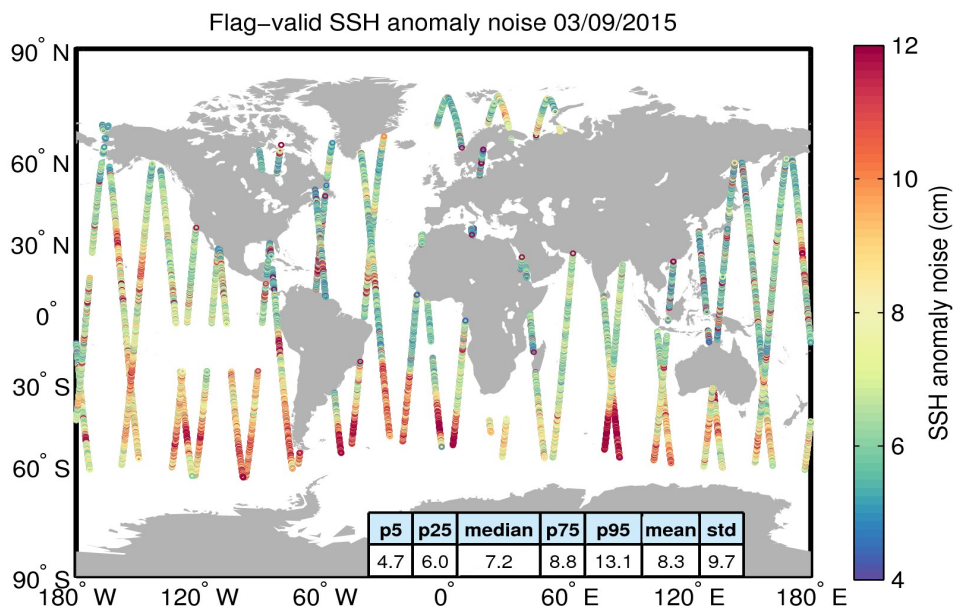 Flag−valid SSH anomaly noise 03/09/2015
90° N
60° N
30° N
0°
30° S
60° S
90° S
180° W 120° W 60° W 0° 60° E 120° E 180° E
p5 p25 median p75 p95 mean std
4.7 6.0 7.2 8.8 13.1 8.3 9.7
12
10
8
6
4
SSH anomaly noise (cm)